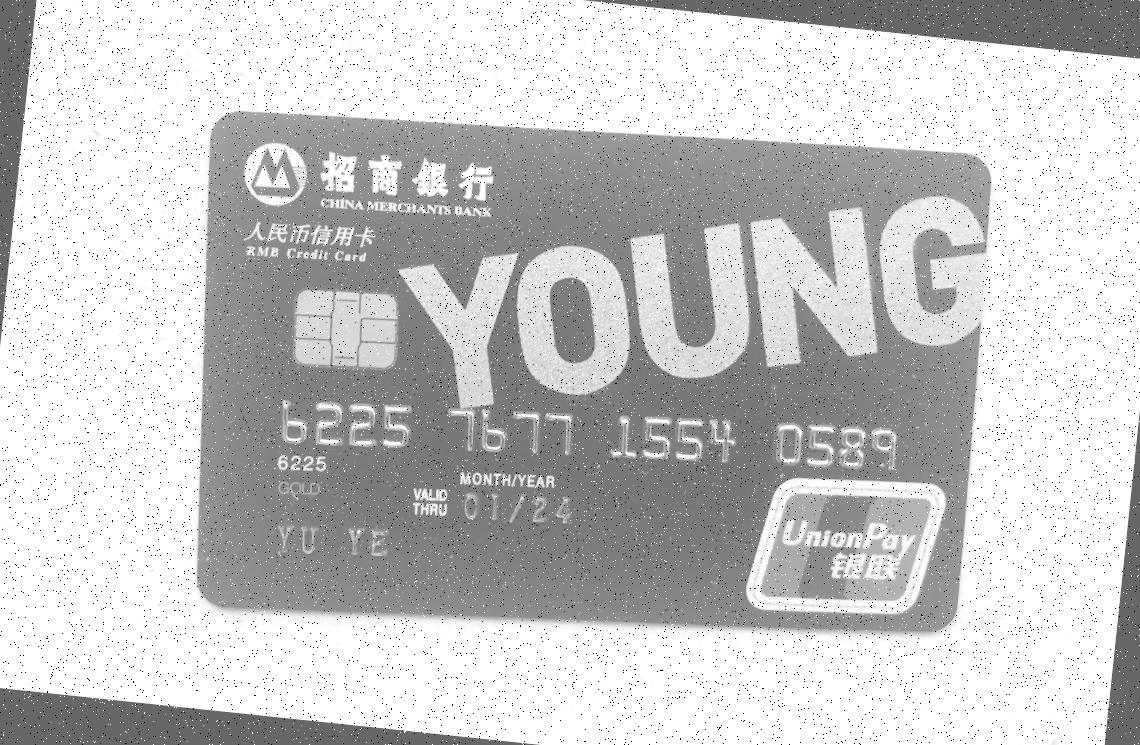 招商银行
CHINA MERCHANTS BANK
人民币信用卡
RMB Credit Card
YOUNG
6225 7677 1554 0589
6225
GOLD
MONTH/YEAR
VALID
THRU 01/24
YU YE
UnionPay
银联